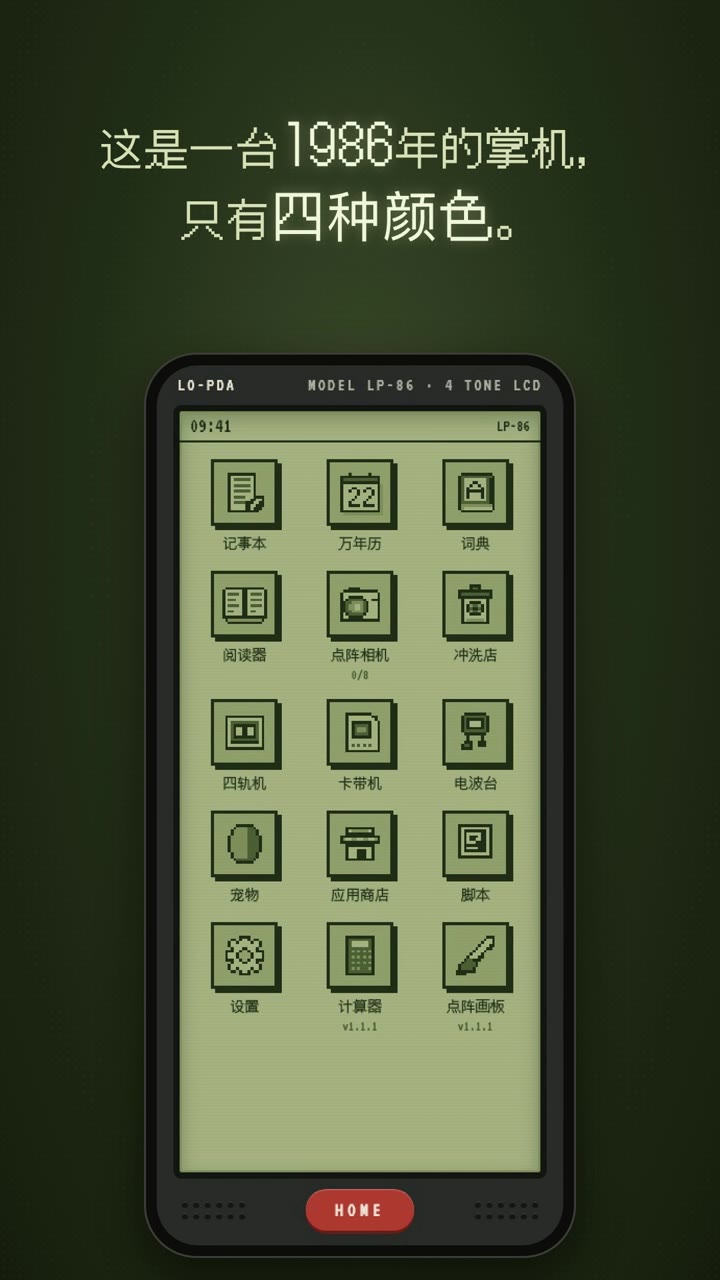 这是一台1986年的掌机，
只有四种颜色。
LO-PDA MODEL LP-86 · 4 TONE LCD
09:41 LP-86
22 A
记事本 万年历 词典
阅读器 点阵相机 冲洗店
0/8
四轨机 卡带机 电波台
宠物 应用商店 脚本
设置 计算器 点阵画板
v1.1.1 v1.1.1
HOME